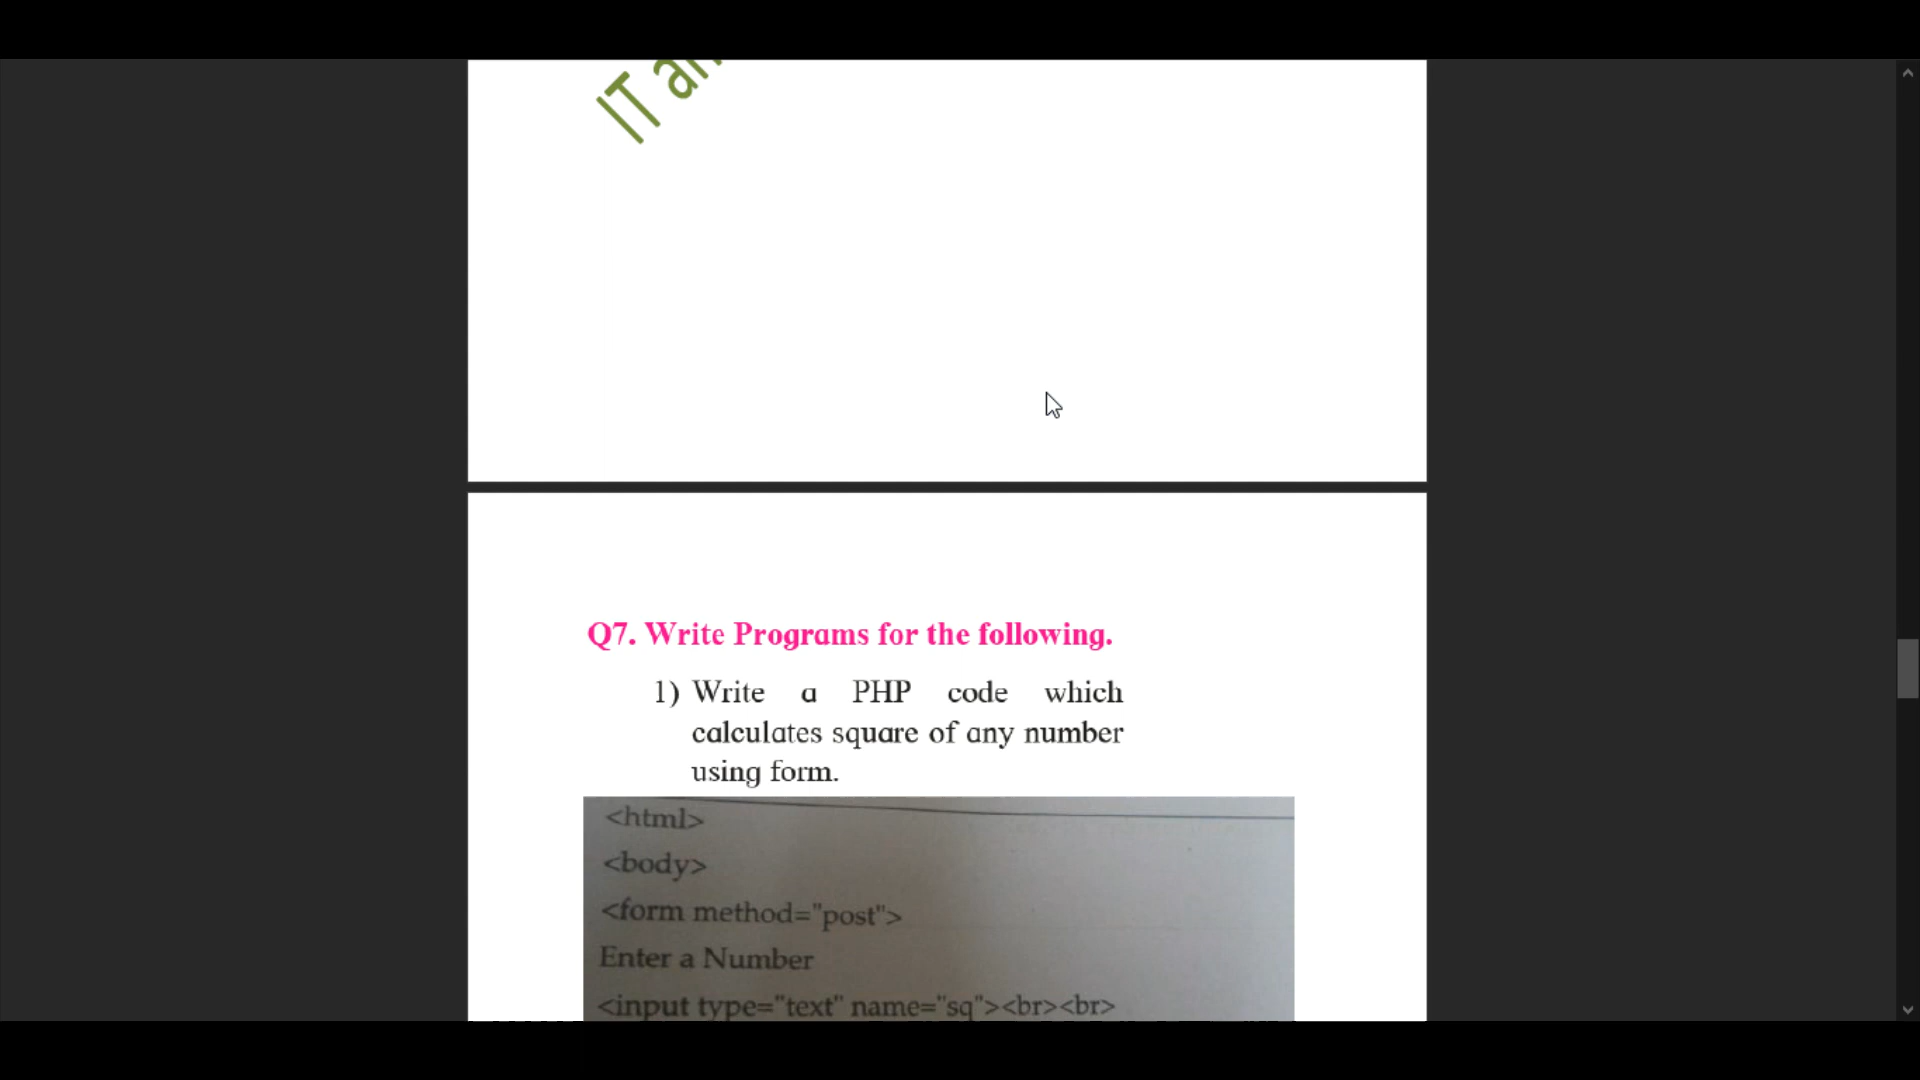 IT
Q7. Write Programs for the following.
1) Write a PHP code which
calculates square of any number
using form.
<html>
<body>
<form method="post">
Enter a Number
<input type="text" name="sq"><br><br>